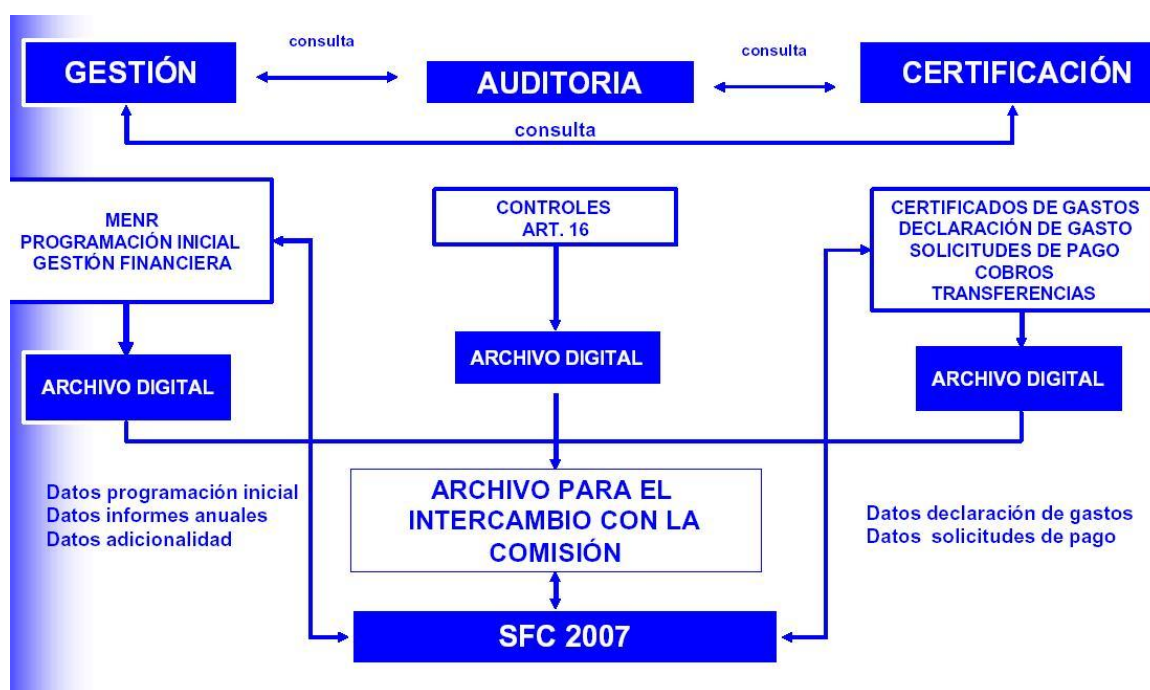 consulta
consulta
GESTIÓN
AUDITORIA
CERTIFICACIÓN
consulta
MENR
PROGRAMACIÓN INICIAL
GESTIÓN FINANCIERA
CONTROLES
ART. 16
CERTIFICADOS DE GASTOS
DECLARACIÓN DE GASTO
SOLICITUDES DE PAGO
COBROS
TRANSFERENCIAS
ARCHIVO DIGITAL
ARCHIVO DIGITAL
ARCHIVO DIGITAL
Datos programación inicial
Datos informes anuales
Datos adicionalidad
ARCHIVO PARA EL
INTERCAMBIO CON LA
COMISIÓN
Datos declaración de gastos
Datos solicitudes de pago
SFC 2007